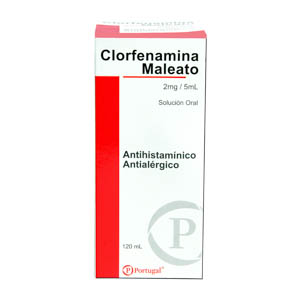 Clorfenamina
Maleato
2mg / 5mL
Solución Oral
Antihistamínico
Antialérgico
P
120 mL
P Portugal®